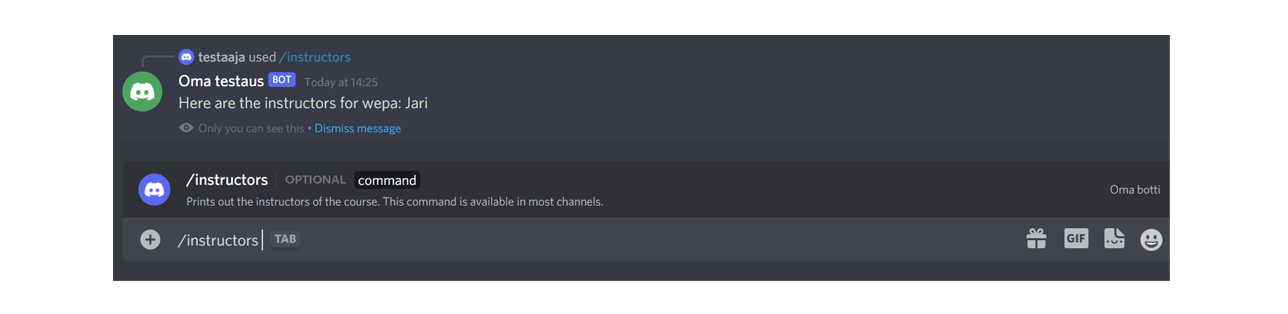 testaaja used /instructors
Oma testaus BOT Today at 14:25
Here are the instructors for wepa: Jari
Only you can see this • Dismiss message
/instructors OPTIONAL command
Prints out the instructors of the course. This command is available in most channels.
Oma botti
/instructors TAB
GIF